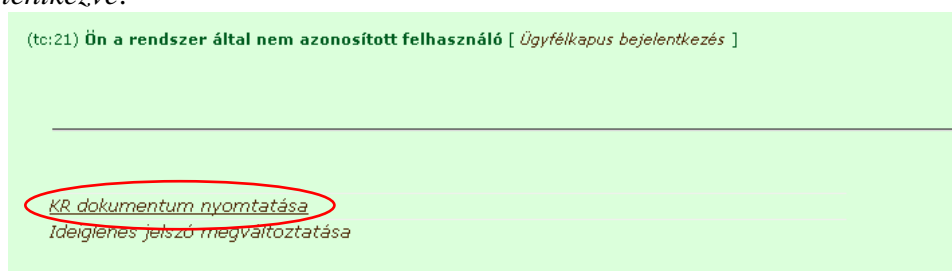 (tc:21) Ön a rendszer által nem azonosított felhasználó [ Ügyfélkapus bejelentkezés ]
KR dokumentum nyomtatása
Ideiglenes jelszó megváltoztatása